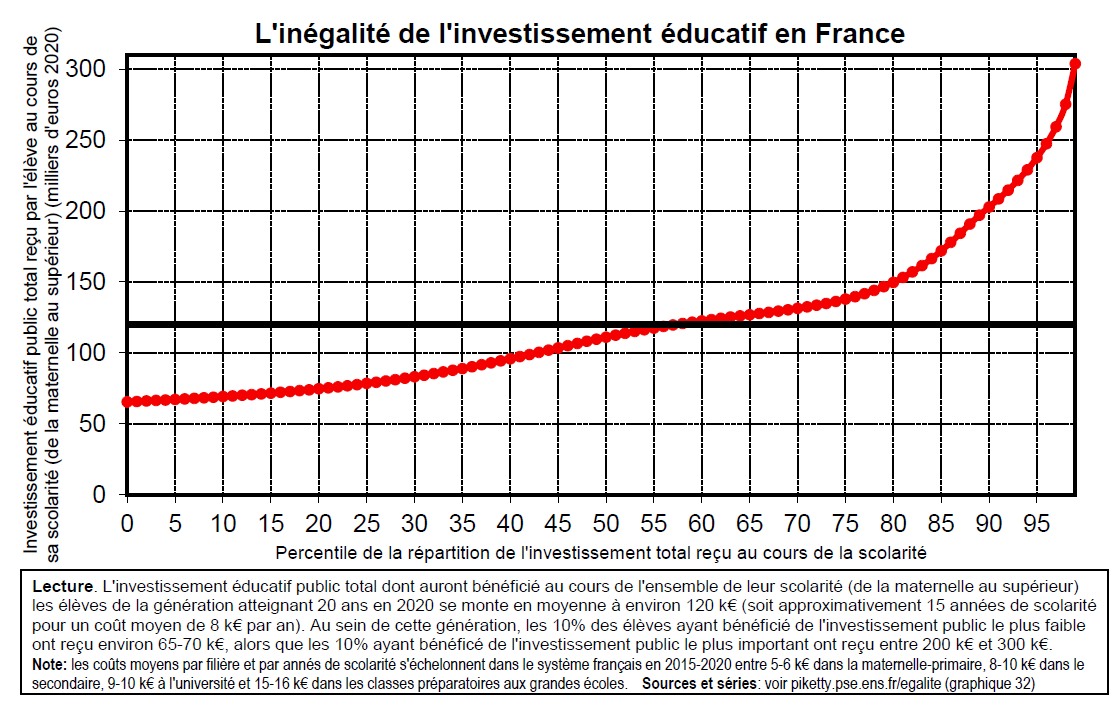 L'inégalité de l'investissement éducatif en France
Investissement éducatif public total reçu par l'élève au cours de
sa scolarité (de la maternelle au supérieur) (milliers d'euros 2020)
300
250
200
150
100
50
0
0 5 10 15 20 25 30 35 40 45 50 55 60 65 70 75 80 85 90 95
Percentile de la répartition de l'investissement total reçu au cours de la scolarité
Lecture. L'investissement éducatif public total dont auront bénéficié au cours de l'ensemble de leur scolarité (de la maternelle au supérieur)
les élèves de la génération atteignant 20 ans en 2020 se monte en moyenne à environ 120 k€ (soit approximativement 15 années de scolarité
pour un coût moyen de 8 k€ par an). Au sein de cette génération, les 10% des élèves ayant bénéficié de l'investissement public le plus faible
ont reçu environ 65-70 k€, alors que les 10% ayant bénéficé de l'investissement public le plus important ont reçu entre 200 k€ et 300 k€.
Note: les coûts moyens par filière et par annés de scolarité s'échelonnent dans le système français en 2015-2020 entre 5-6 k€ dans la maternelle-primaire, 8-10 k€ dans le
secondaire, 9-10 k€ à l'université et 15-16 k€ dans les classes préparatoires aux grandes écoles. Sources et séries: voir piketty.pse.ens.fr/egalite (graphique 32)